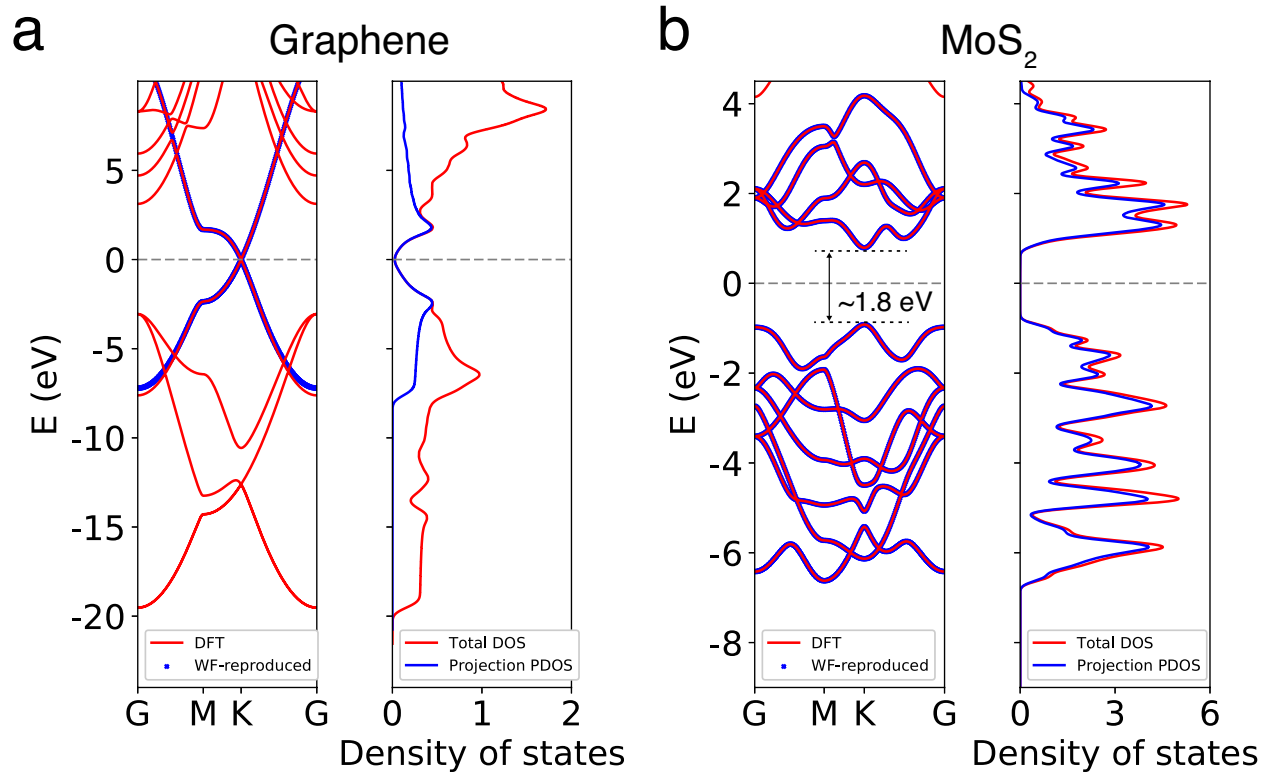 a
Graphene
5
0
-5
-10
-15
-20
E (eV)
DFT
WF-reproduced
G M K G
Total DOS
Projection PDOS
0 1 2
Density of states
b
MoS₂
4
2
0
-2
-4
-6
-8
E (eV)
~1.8 eV
DFT
WF-reproduced
G M K G
Total DOS
Projection PDOS
0 3 6
Density of states